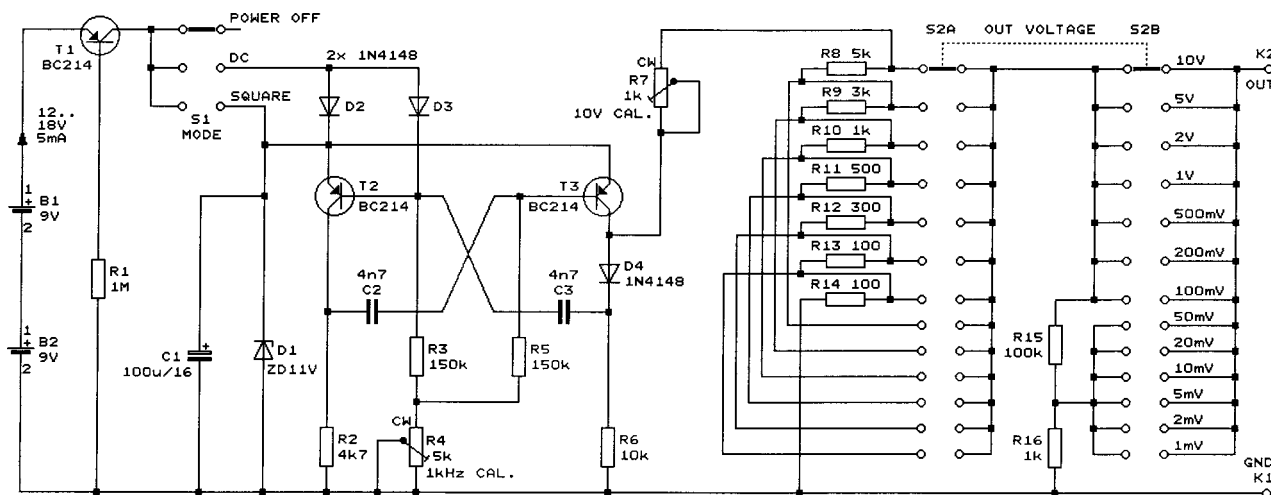 POWER OFF
T1
BC214
DC
2x 1N4148
SQUARE
S1
MODE
D2
D3
12..
18V
5mA
1
+
B1
9V
2
T2
BC214
T3
BC214
CW
R7
1k
10V CAL.
R8 5k
R9 3k
R10 1k
R11 500
R12 300
R13 100
R14 100
S2A OUT VOLTAGE S2B
K2
OUT
10V
5V
2V
1V
500mV
200mV
100mV
50mV
20mV
10mV
5mV
2mV
1mV
R1
1M
4n7
C2
4n7
C3
D4
1N4148
1
+
B2
9V
2
C1
100u/16
+
D1
ZD11V
R3
150k
R5
150k
R15
100k
R2
4k7
CW
R4
5k
1kHz CAL.
R6
10k
R16
1k
GND
K1